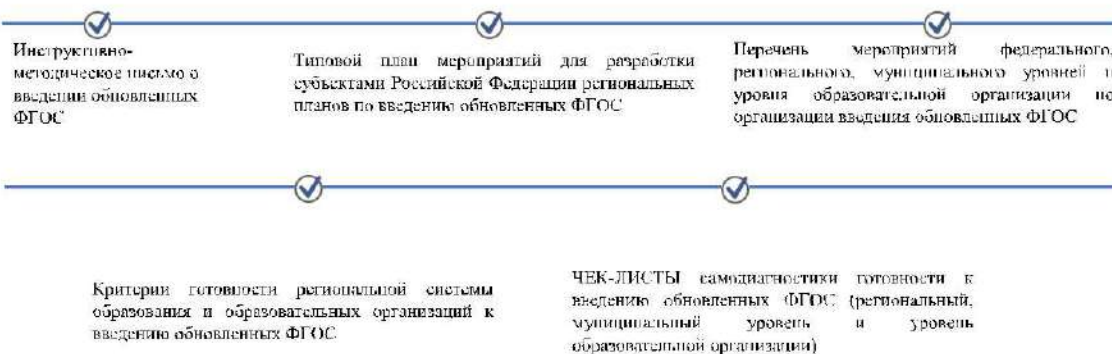 Инструктивно-
методическое письмо о
введении обновленных
ФГОС
Типовой план мероприятий для разработки
субъектами Российской Федерации региональных
планов по введению обновленных ФГОС
Перечень мероприятий федерального,
регионального, муниципального уровней и
уровня образовательной организации по
организации введения обновленных ФГОС
Критерии готовности региональной системы
образования и образовательных организаций к
введению обновленных ФГОС
ЧЕК-ЛИСТЫ самодиагностики готовности к
введению обновленных ФГОС (региональный,
муниципальный уровень и уровень
образовательной организации)